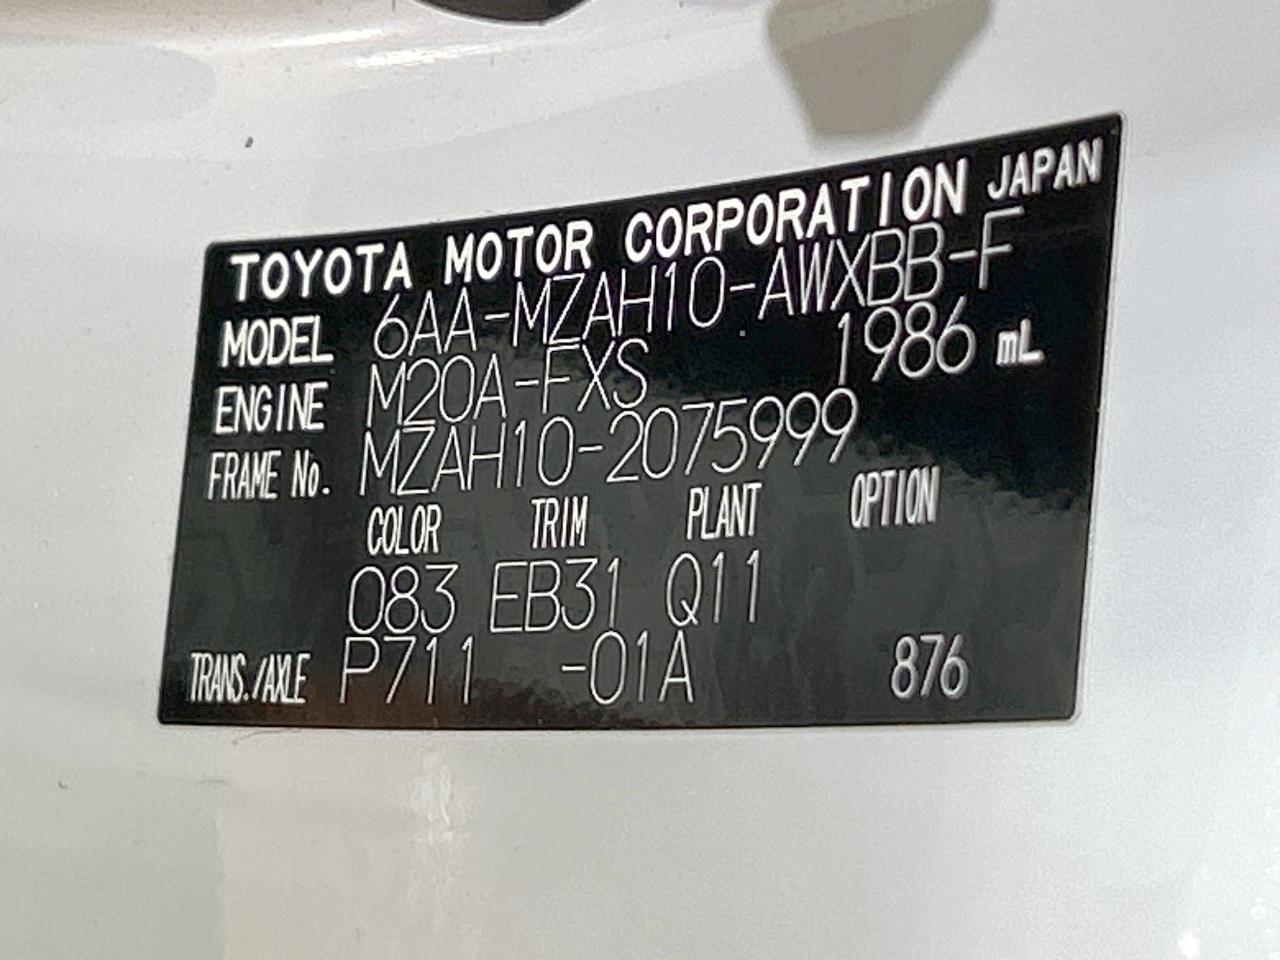 TOYOTA MOTOR CORPORATION JAPAN
MODEL 6AA-MZAH10-AWXBB-F
ENGINE M20A-FXS 1986 mL
FRAME No. MZAH10-2075999
COLOR TRIM PLANT OPTION
083 EB31 Q11
TRANS./AXLE P711 -01A 876